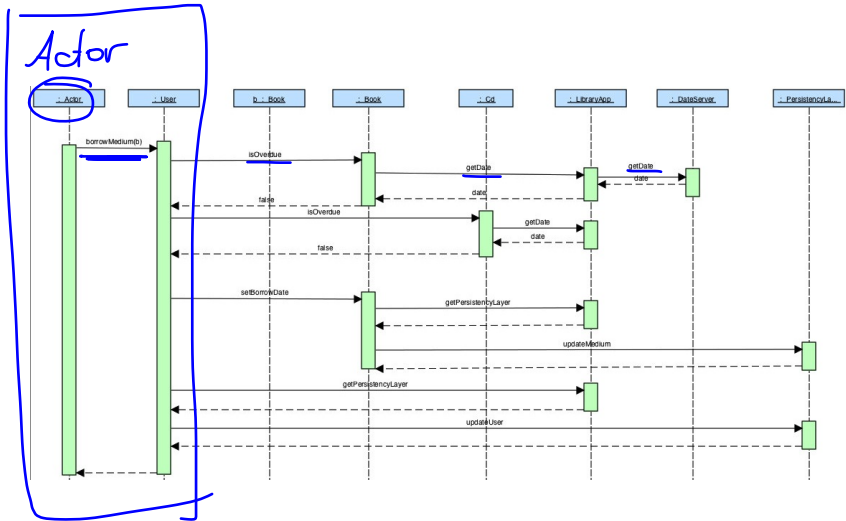 Actor
: Actor
: User
b : Book
: Book
: Cd
: LibraryApp
: DateServer
: PersistencyLa...
borrowMedium(b)
isOverdue
getDate
getDate
date
date
false
isOverdue
getDate
date
false
setBorrowDate
getPersistencyLayer
updateMedium
getPersistencyLayer
updateUser